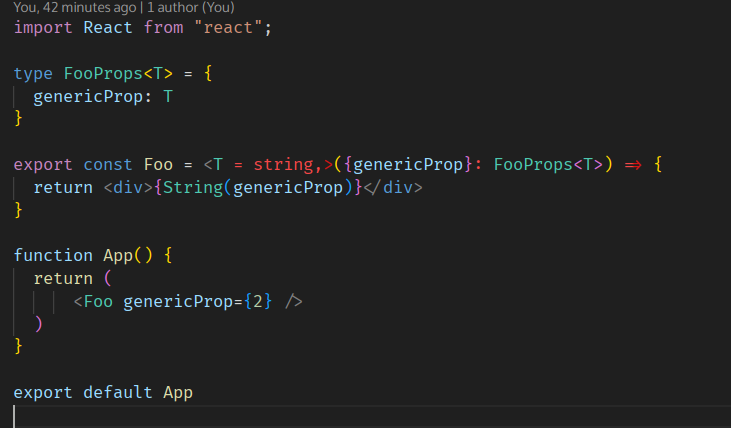 You, 42 minutes ago | 1 author (You)
import React from "react";
type FooProps<T> = {
genericProp: T
}
export const Foo = <T = string,>({genericProp}: FooProps<T>) => {
return <div>{String(genericProp)}</div>
}
function App() {
return (
<Foo genericProp={2} />
)
}
export default App